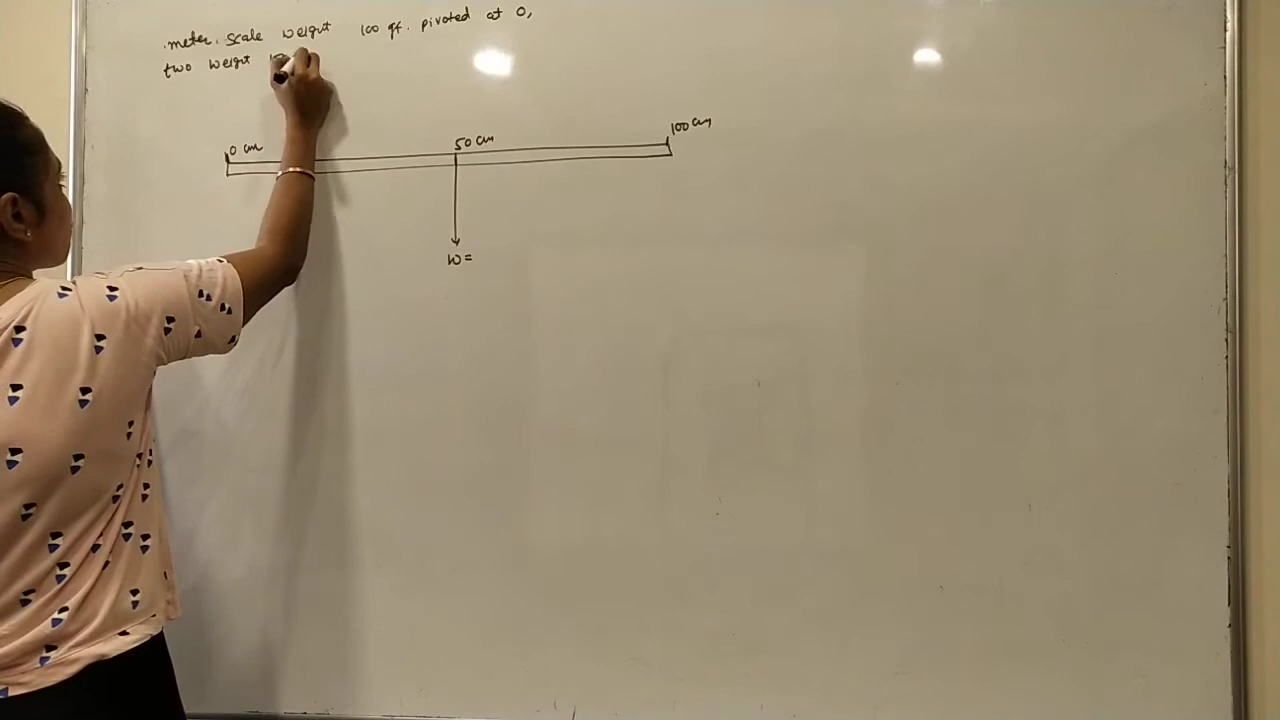 meter scale weight 100 gf. pivoted at 0,
two weight
0 cm
50 cm
100 cm
W=